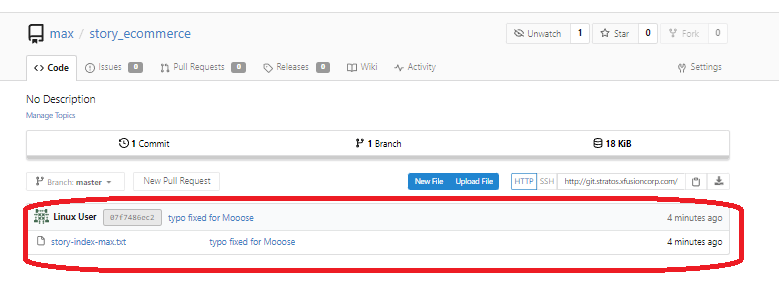 max / story_ecommerce
Unwatch 1 Star 0 Fork 0
Code Issues 0 Pull Requests 0 Releases 0 Wiki Activity Settings
No Description
Manage Topics
1 Commit 1 Branch 18 KiB
Branch: master New Pull Request New File Upload File HTTP SSH http://git.stratos.xfusioncorp.com/
Linux User 07f7486ec2 typo fixed for Mooose 4 minutes ago
story-index-max.txt typo fixed for Mooose 4 minutes ago